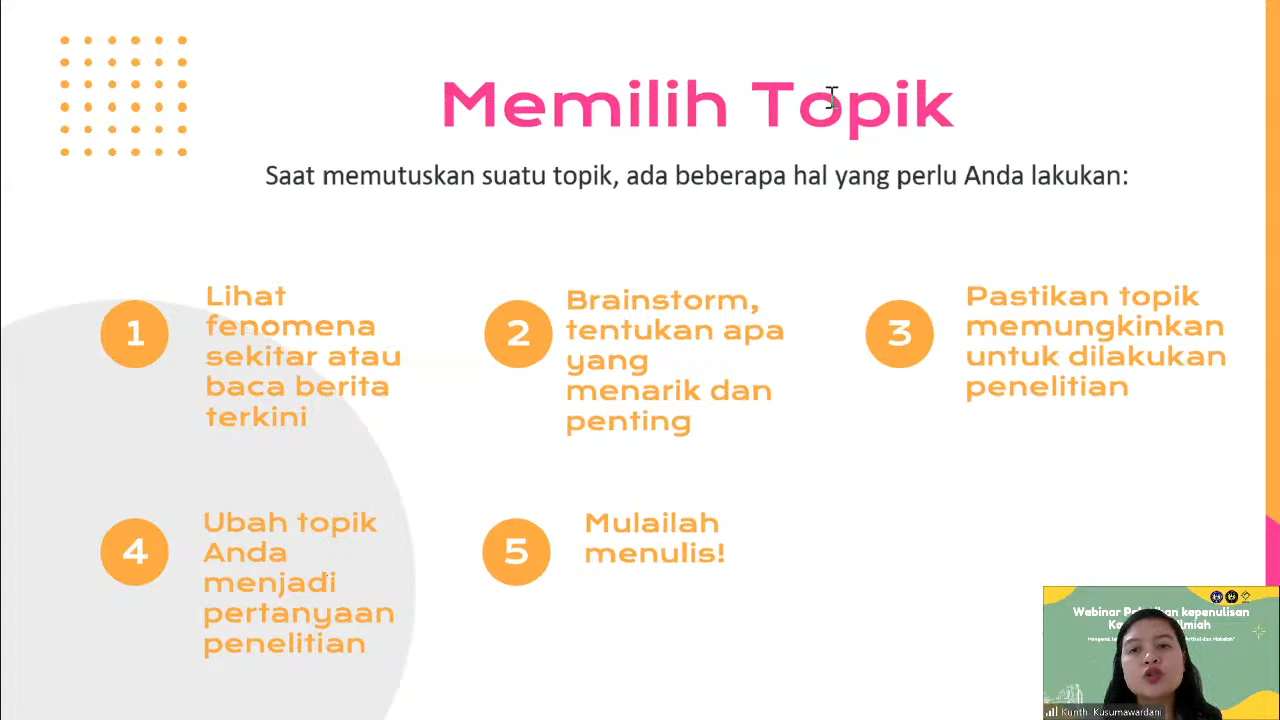 Memilih Topik
Saat memutuskan suatu topik, ada beberapa hal yang perlu Anda lakukan:
1
Lihat
fenomena
sekitar atau
baca berita
terkini
2
Brainstorm,
tentukan apa
yang
menarik dan
penting
3
Pastikan topik
memungkinkan
untuk dilakukan
penelitian
4
Ubah topik
Anda
menjadi
pertanyaan
penelitian
5
Mulailah
menulis!
Webinar kepenulisan
Kunth Kusumawardani